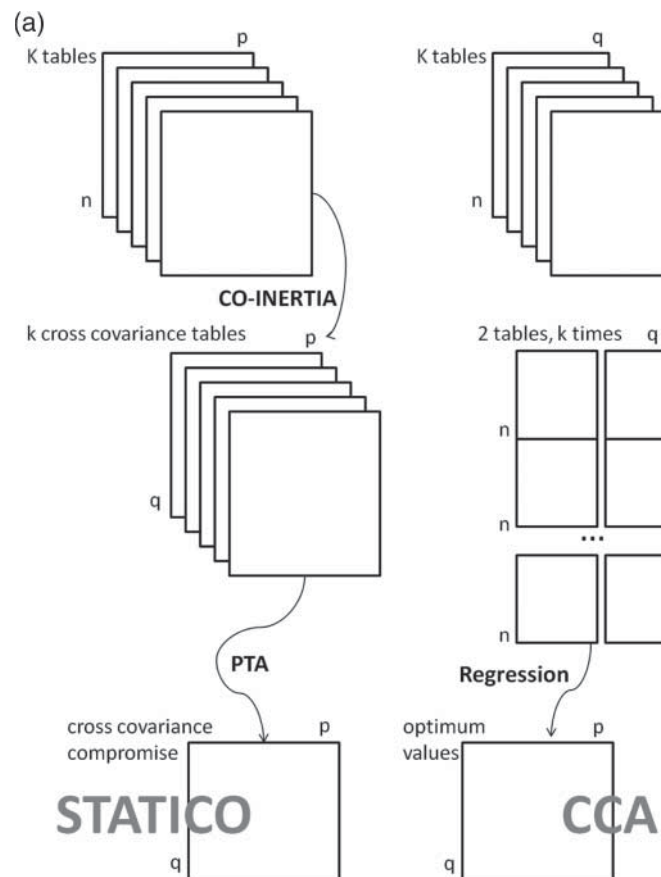 (a)
p
K tables
n
CO-INERTIA
k cross covariance tables
p
q
PTA
cross covariance
compromise
p
STATICO
q
q
K tables
n
2 tables, k times
q
n
n
...
n
Regression
optimum
values
p
CCA
q